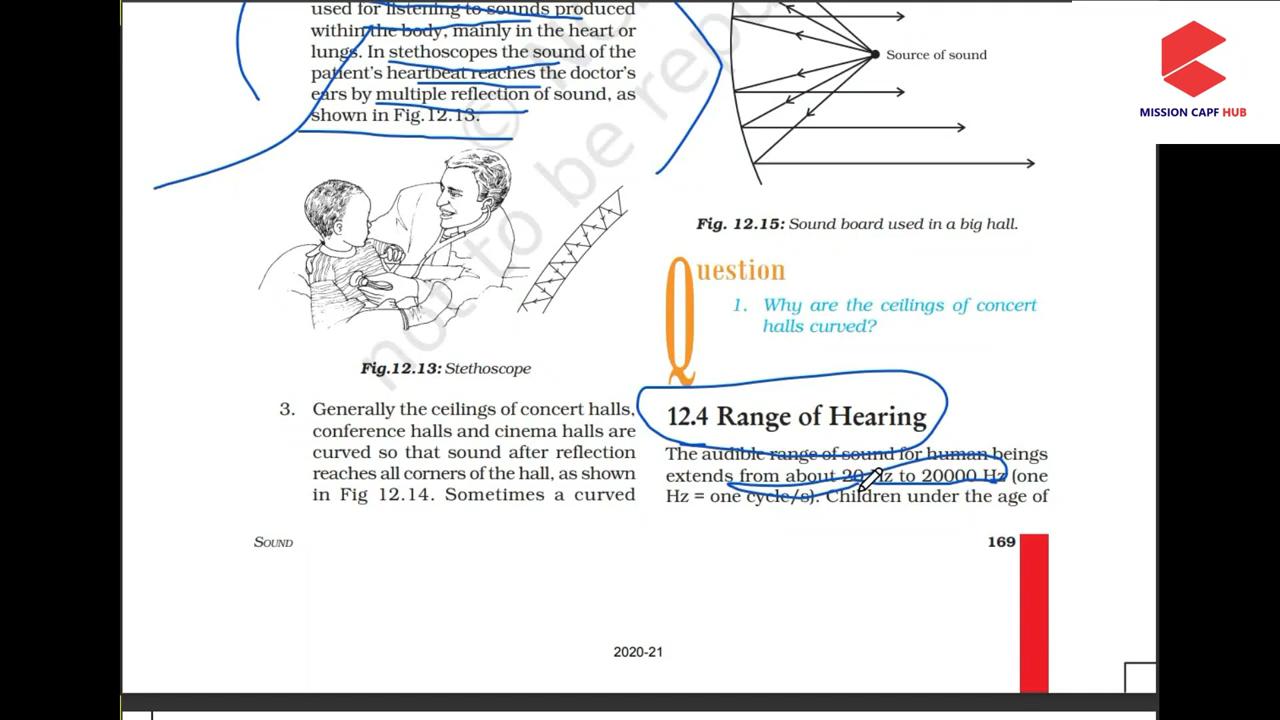 used for listening to sounds produced
within the body, mainly in the heart or
lungs. In stethoscopes the sound of the
patient's heartbeat reaches the doctor's
ears by multiple reflection of sound, as
shown in Fig.12.13.
Fig.12.13: Stethoscope
3. Generally the ceilings of concert halls,
conference halls and cinema halls are
curved so that sound after reflection
reaches all corners of the hall, as shown
in Fig 12.14. Sometimes a curved
Source of sound
Fig. 12.15: Sound board used in a big hall.
Question
1. Why are the ceilings of concert
halls curved?
12.4 Range of Hearing
The audible range of sound for human beings
extends from about 20 Hz to 20000 Hz (one
Hz = one cycle/s). Children under the age of
SOUND
169
2020-21
MISSION CAPF HUB
not to be repu